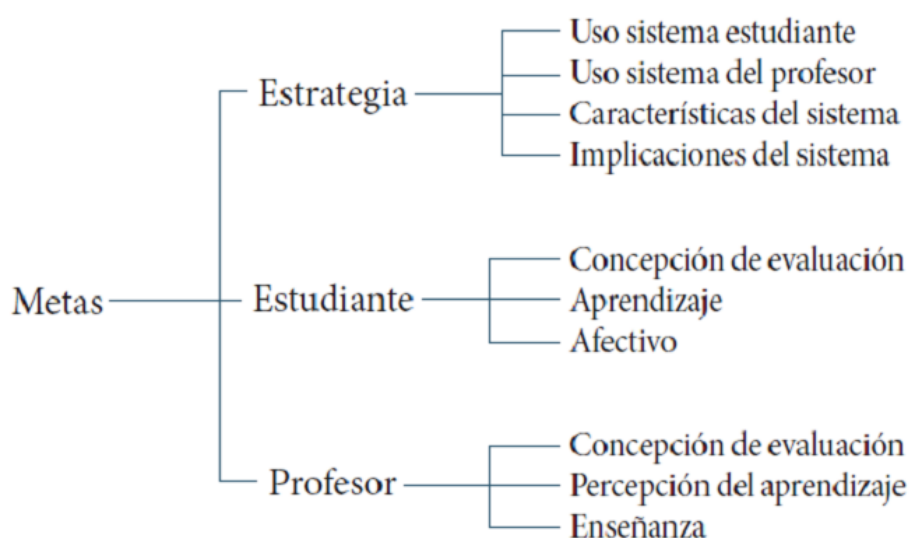 Metas
Estrategia
Uso sistema estudiante
Uso sistema del profesor
Característísticas del sistema
Implicaciones del sistema
Estudiante
Concepción de evaluación
Aprendizaje
Afectivo
Profesor
Concepción de evaluación
Percepción del aprendizaje
Enseñanza